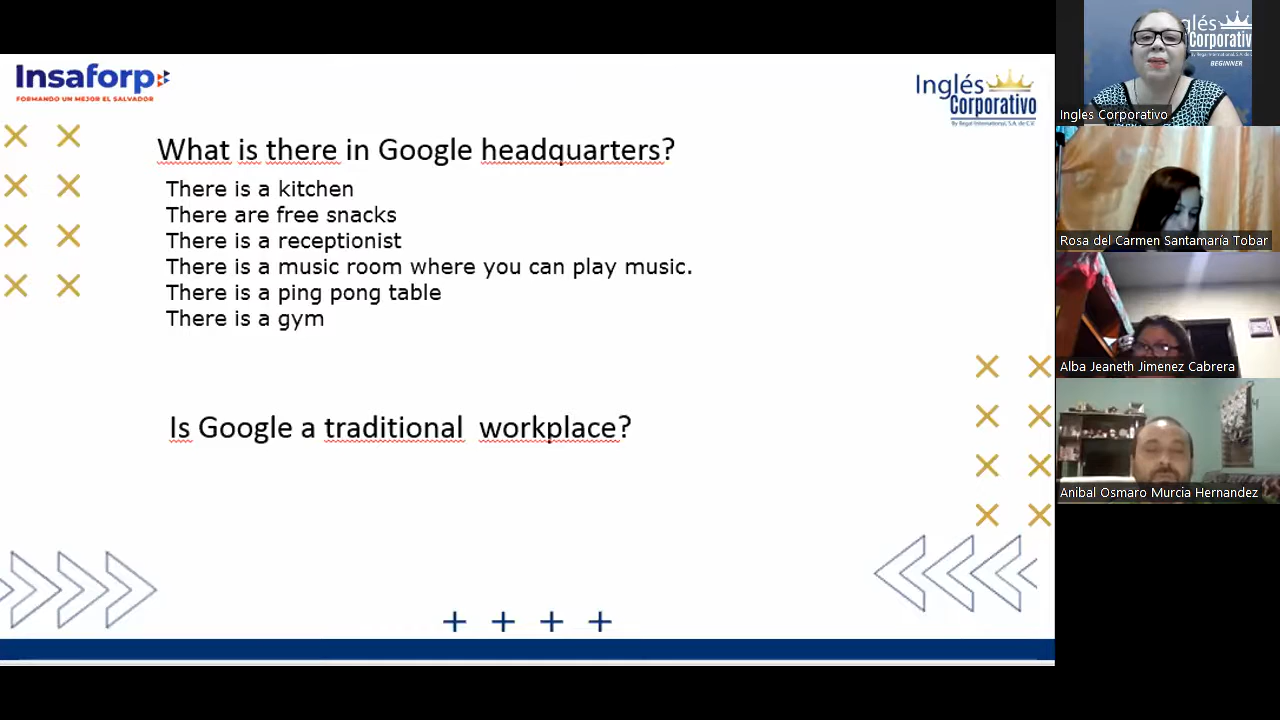 Insaforp
FORMANDO UN MEJOR EL SALVADOR
Inglés
Corporativo
By Regal International, S.A. de C.V.
What is there in Google headquarters?
There is a kitchen
There are free snacks
There is a receptionist
There is a music room where you can play music.
There is a ping pong table
There is a gym
Is Google a traditional workplace?
glés
Corporativ
BEGINNER
Ingles Corporativo
Rosa del Carmen Santamaría Tobar
Alba Jeaneth Jimenez Cabrera
Anibal Osmaro Murcia Hernandez